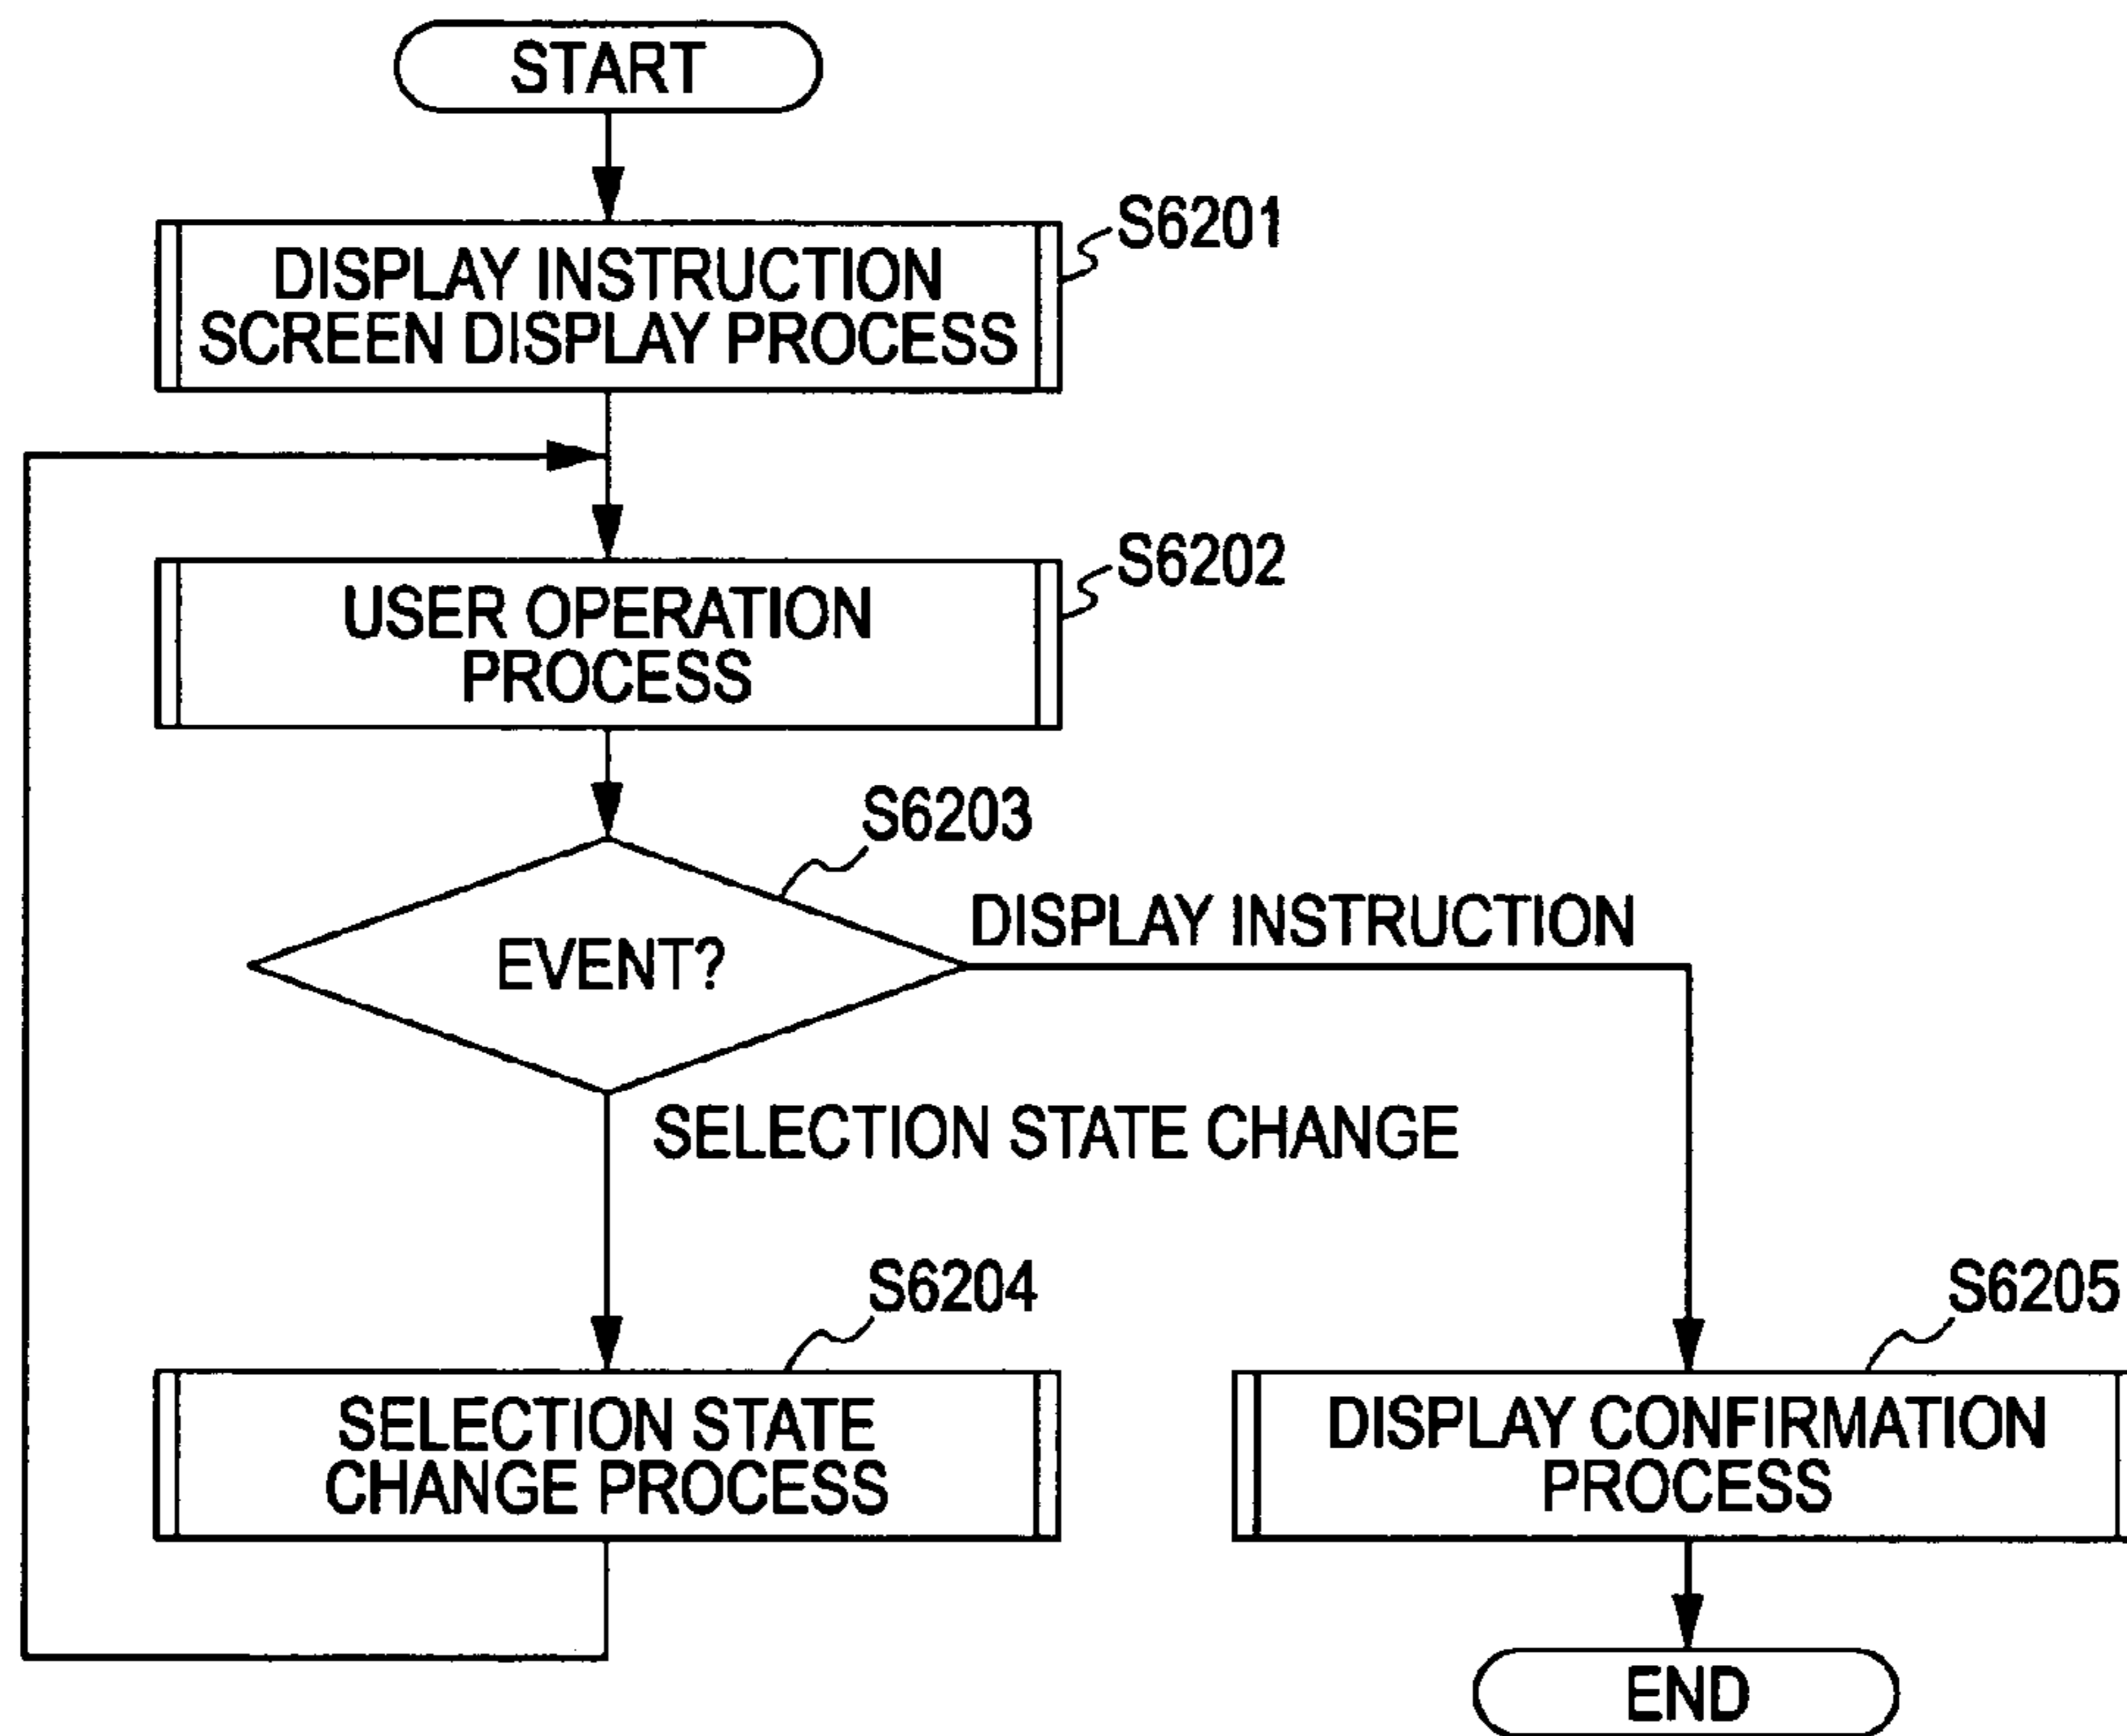 START
S6201
DISPLAY INSTRUCTION
SCREEN DISPLAY PROCESS
S6202
USER OPERATION
PROCESS
S6203
EVENT?
DISPLAY INSTRUCTION
SELECTION STATE CHANGE
S6204
SELECTION STATE
CHANGE PROCESS
S6205
DISPLAY CONFIRMATION
PROCESS
END